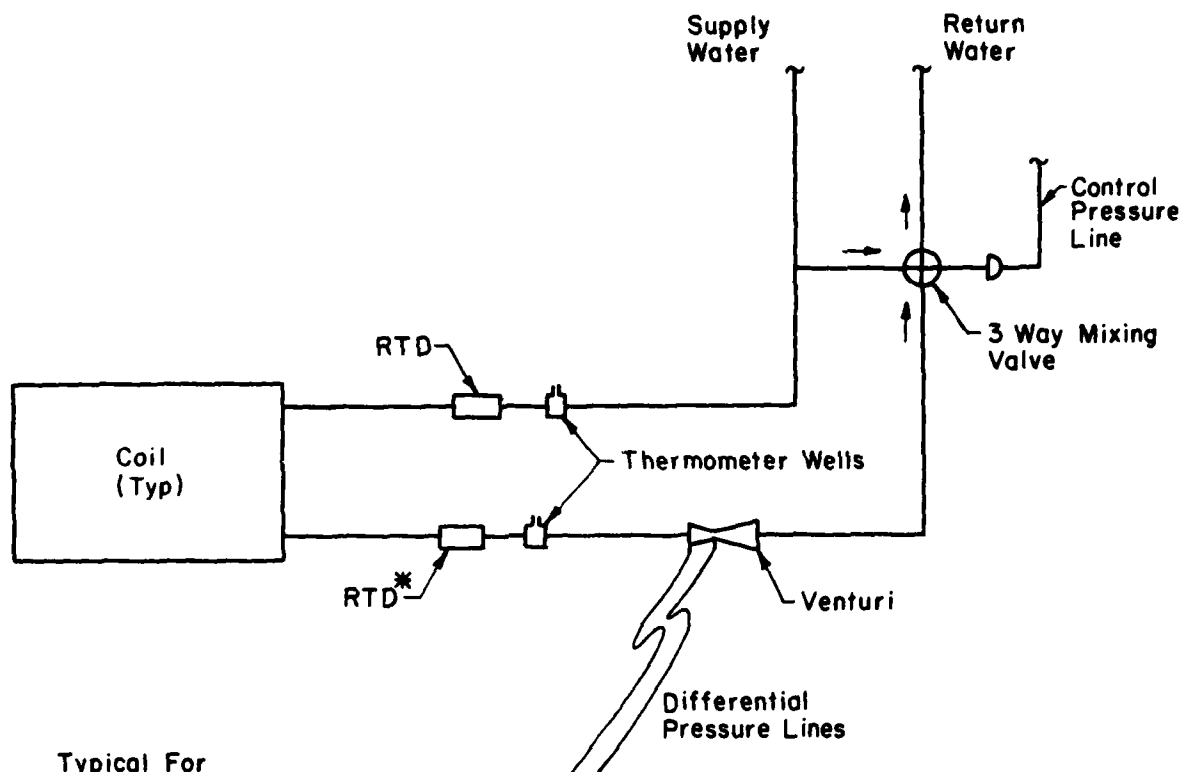 Supply
Water
Return
Water
Control
Pressure
Line
3 Way Mixing
Valve
RTD
Coil
(Typ)
Thermometer Wells
RTD*
Venturi
Differential
Pressure Lines
Typical For